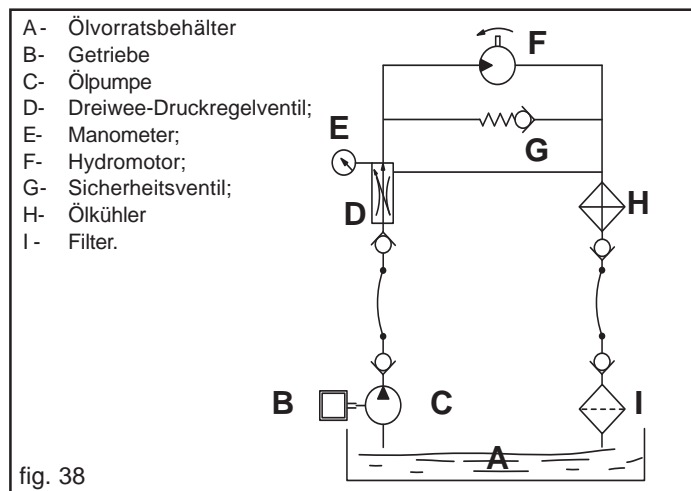 A - Ölvorratsbehälter
B- Getriebe
C- Ölpumpe
D- Dreiwee-Druckregelventil;
E- Manometer;
F- Hydromotor;
G- Sicherheitsventil;
H- Ölkühler
I - Filter.
F
E
G
D
H
B
C
I
A
fig. 38